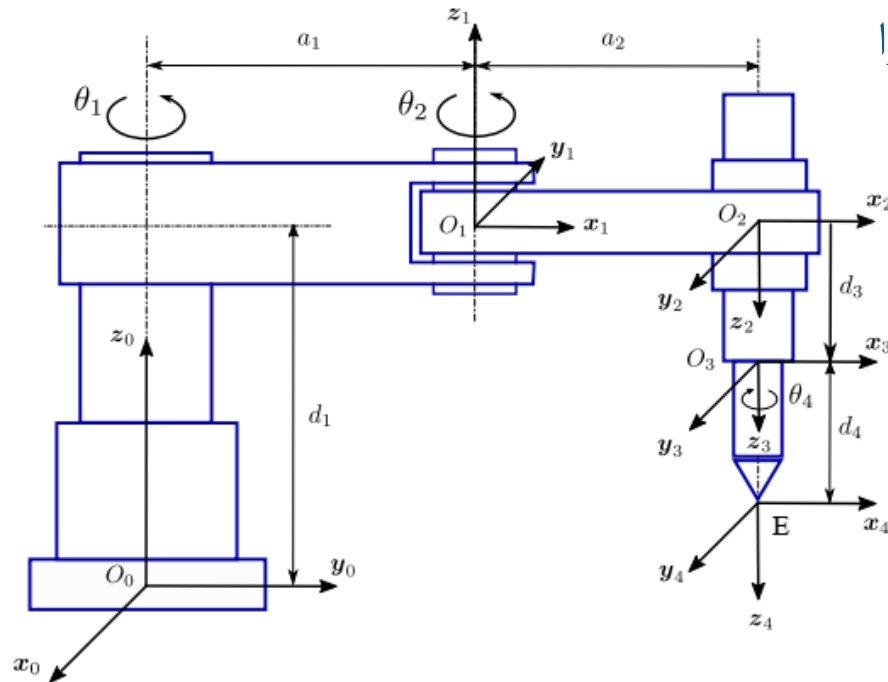 z₁
a₁
a₂
θ₁
θ₂
y₁
O₁
x₁
O₂
x₂
y₂
z₂
d₃
z₀
O₃
x₃
θ₄
d₁
y₃
z₃
d₄
E
x₄
O₀
y₀
y₄
z₄
x₀